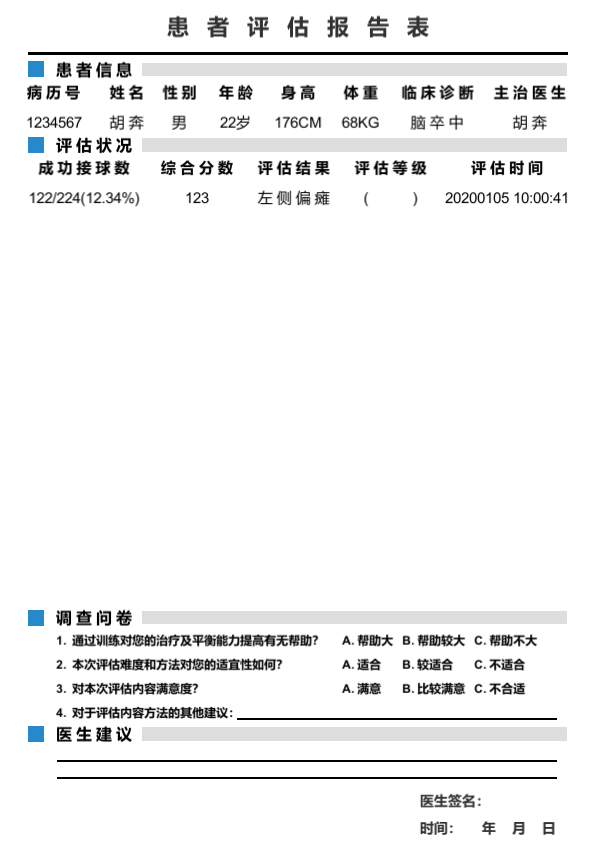 患者评估报告表
患者信息
病历号 姓名 性别 年龄 身高 体重 临床诊断 主治医生
1234567 胡奔 男 22岁 176CM 68KG 脑卒中 胡奔
评估状况
成功接球数 综合分数 评估结果 评估等级 评估时间
122/224(12.34%) 123 左侧偏瘫 ( ) 20200105 10:00:41
调查问卷
1. 通过训练对您的治疗及平衡能力提高有无帮助? A. 帮助大 B. 帮助较大 C. 帮助不大
2. 本次评估难度和方法对您的适宜性如何? A. 适合 B. 较适合 C. 不适合
3. 对本次评估内容满意度? A. 满意 B. 比较满意 C. 不合适
4. 对于评估内容方法的其他建议:
医生建议
医生签名:
时间: 年 月 日